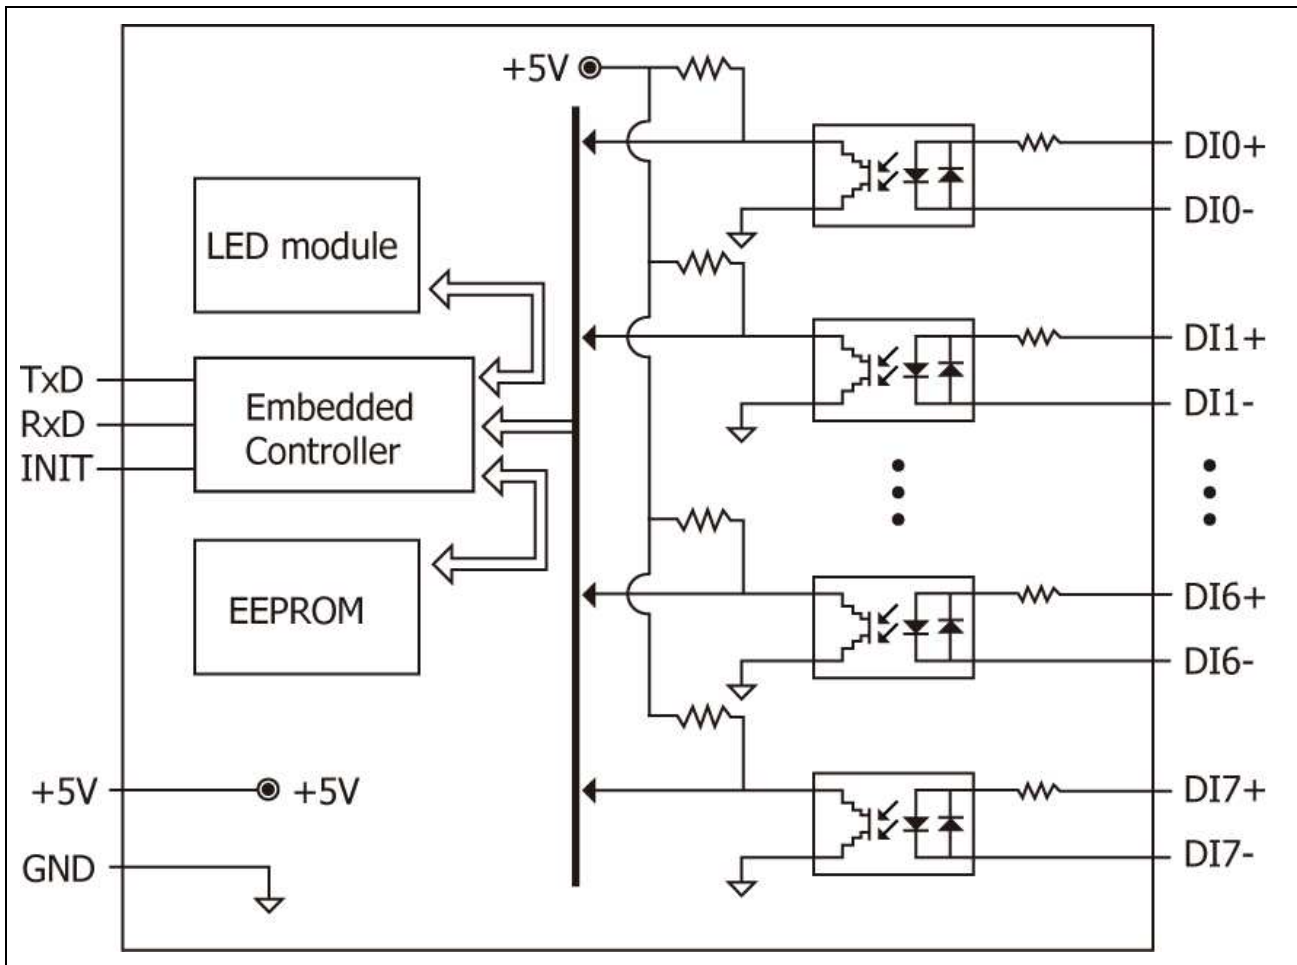 +5V
DI0+
DI0-
LED module
DI1+
DI1-
TxD
RxD
INIT
Embedded
Controller
EEPROM
DI6+
DI6-
+5V
+5V
DI7+
DI7-
GND